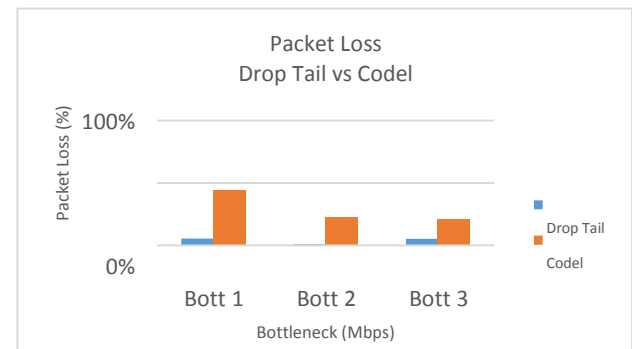 Packet Loss
Drop Tail vs Codel
Packet Loss (%)
100%
0%
Bott 1 Bott 2 Bott 3
Bottleneck (Mbps)
Drop Tail
Codel